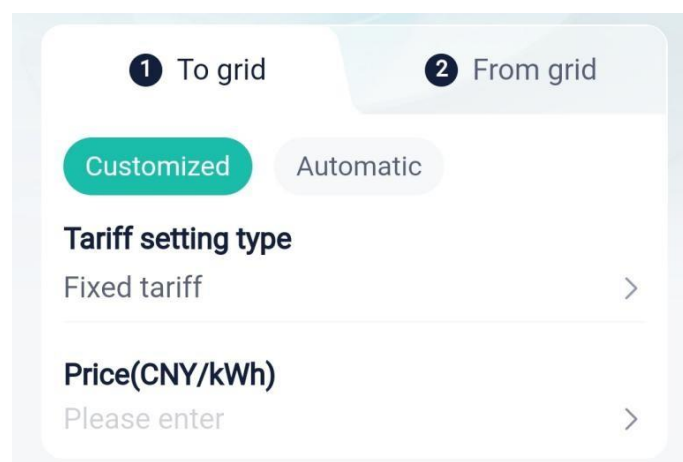 1 To grid
2 From grid
Customized
Automatic
Tariff setting type
Fixed tariff
Price(CNY/kWh)
Please enter